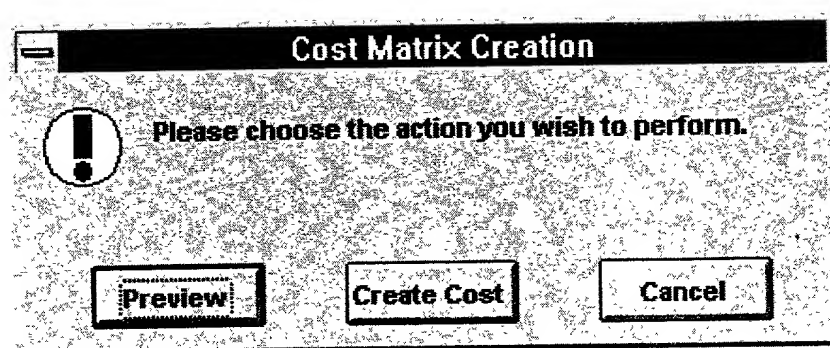 Cost Matrix Creation
Please choose the action you wish to perform.
Preview Create Cost Cancel